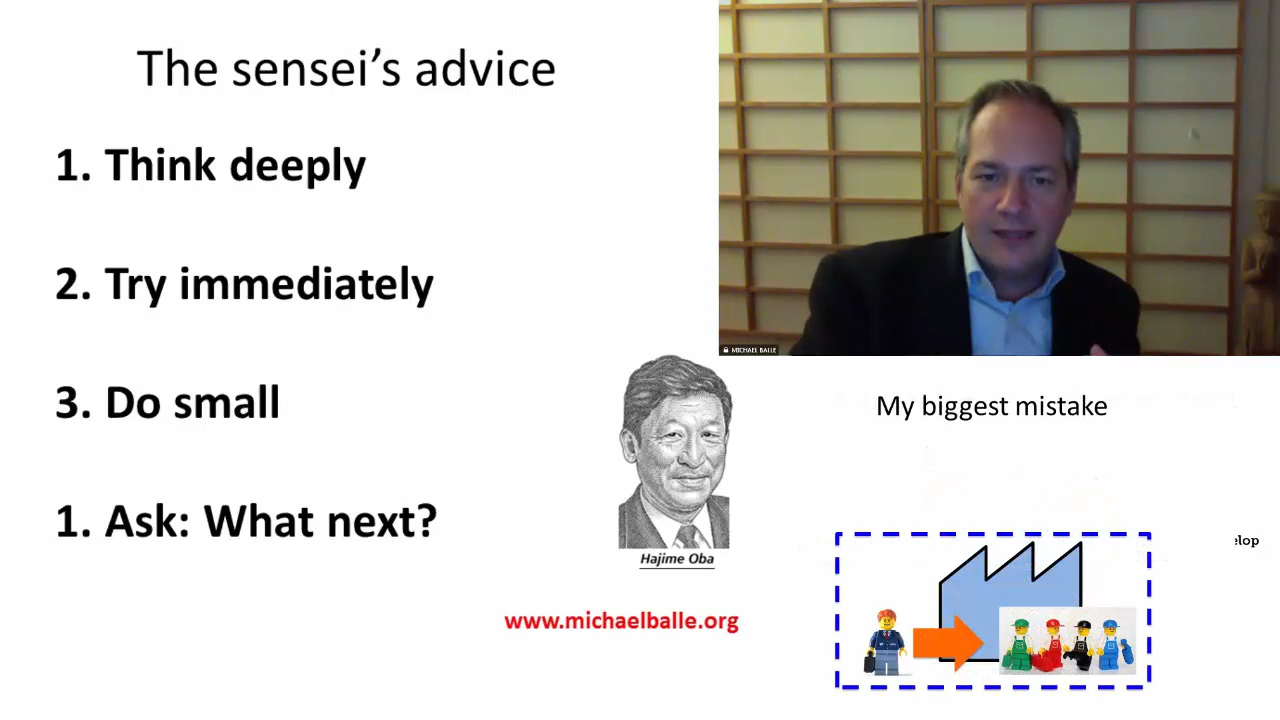 The sensei’s advice
1. Think deeply
2. Try immediately
3. Do small
1. Ask: What next?
MICHAEL BALLE
Hajime Oba
www.michaelballe.org
My biggest mistake
elop